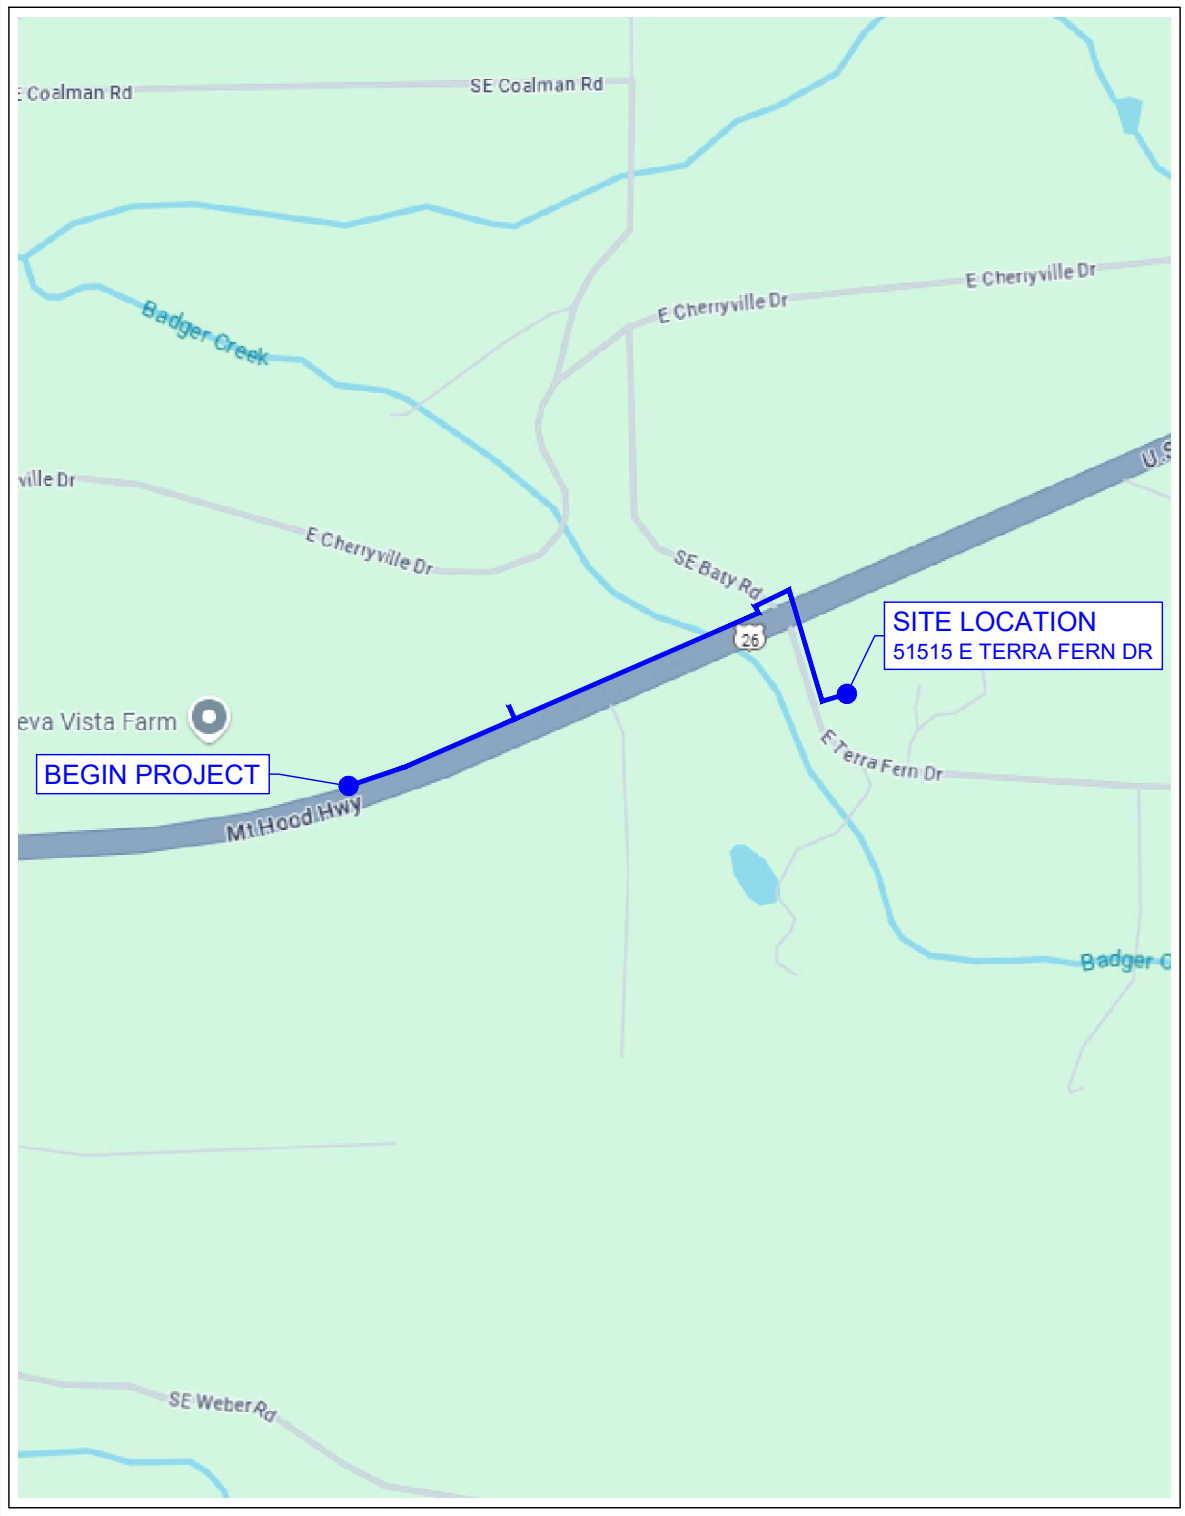 E Coalman Rd
SE Coalman Rd
E Cherryville Dr
E Cherryville Dr
Badger Creek
ville Dr
E Cherryville Dr
U.S
SE Baty Rd
26
SITE LOCATION
51515 E TERRA FERN DR
eva Vista Farm
BEGIN PROJECT
Mt Hood Hwy
E Terra Fern Dr
Badger C
SE Weber Rd